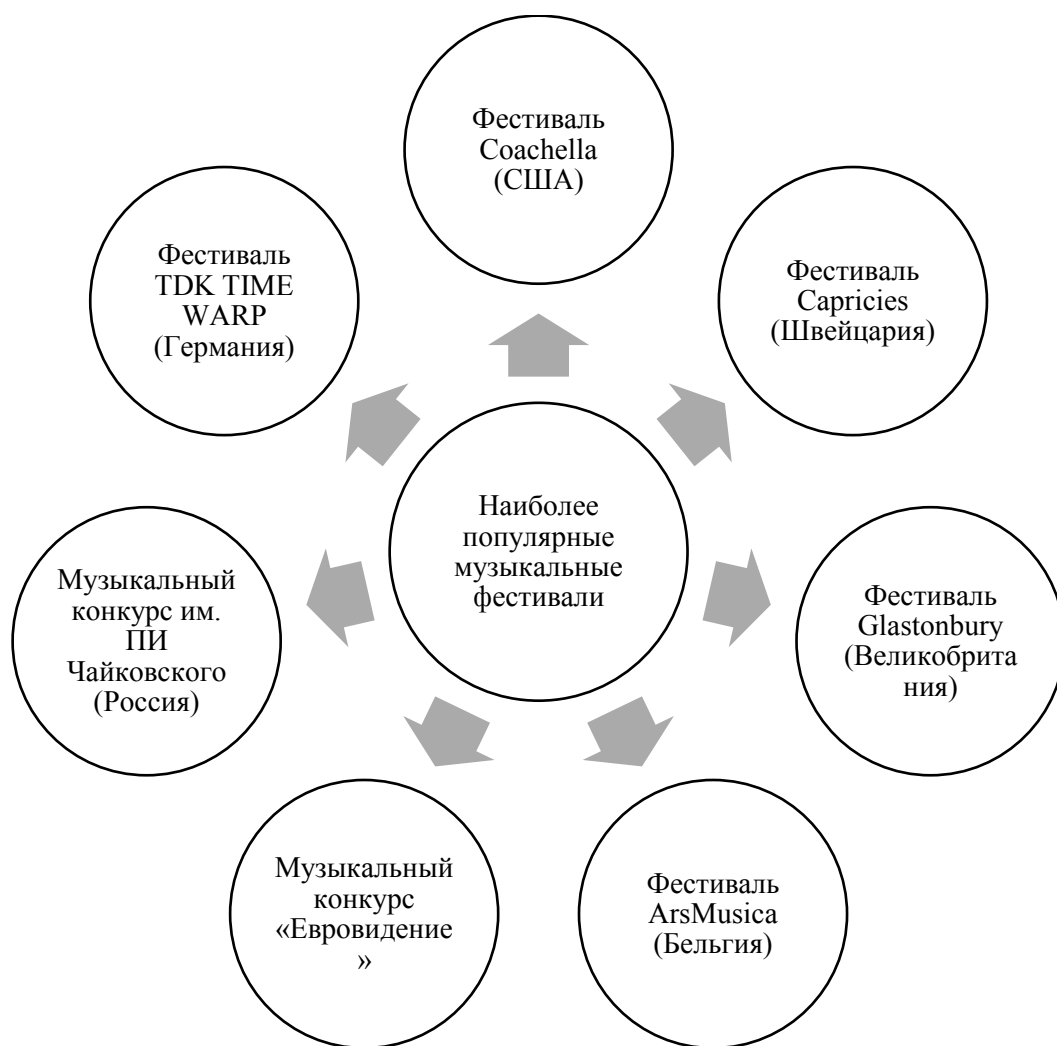 Фестиваль
Coachella
(США)
Фестиваль
Capricies
(Швейцария)
Фестиваль
Glastonbury
(Великобрита
ния)
Фестиваль
ArsMusica
(Бельгия)
Музыкальный
конкурс
«Евровидение
»
Музыкальный
конкурс им.
ПИ
Чайковского
(Россия)
Фестиваль
TDK TIME
WARP
(Германия)
Наиболее
популярные
музыкальные
фестивали